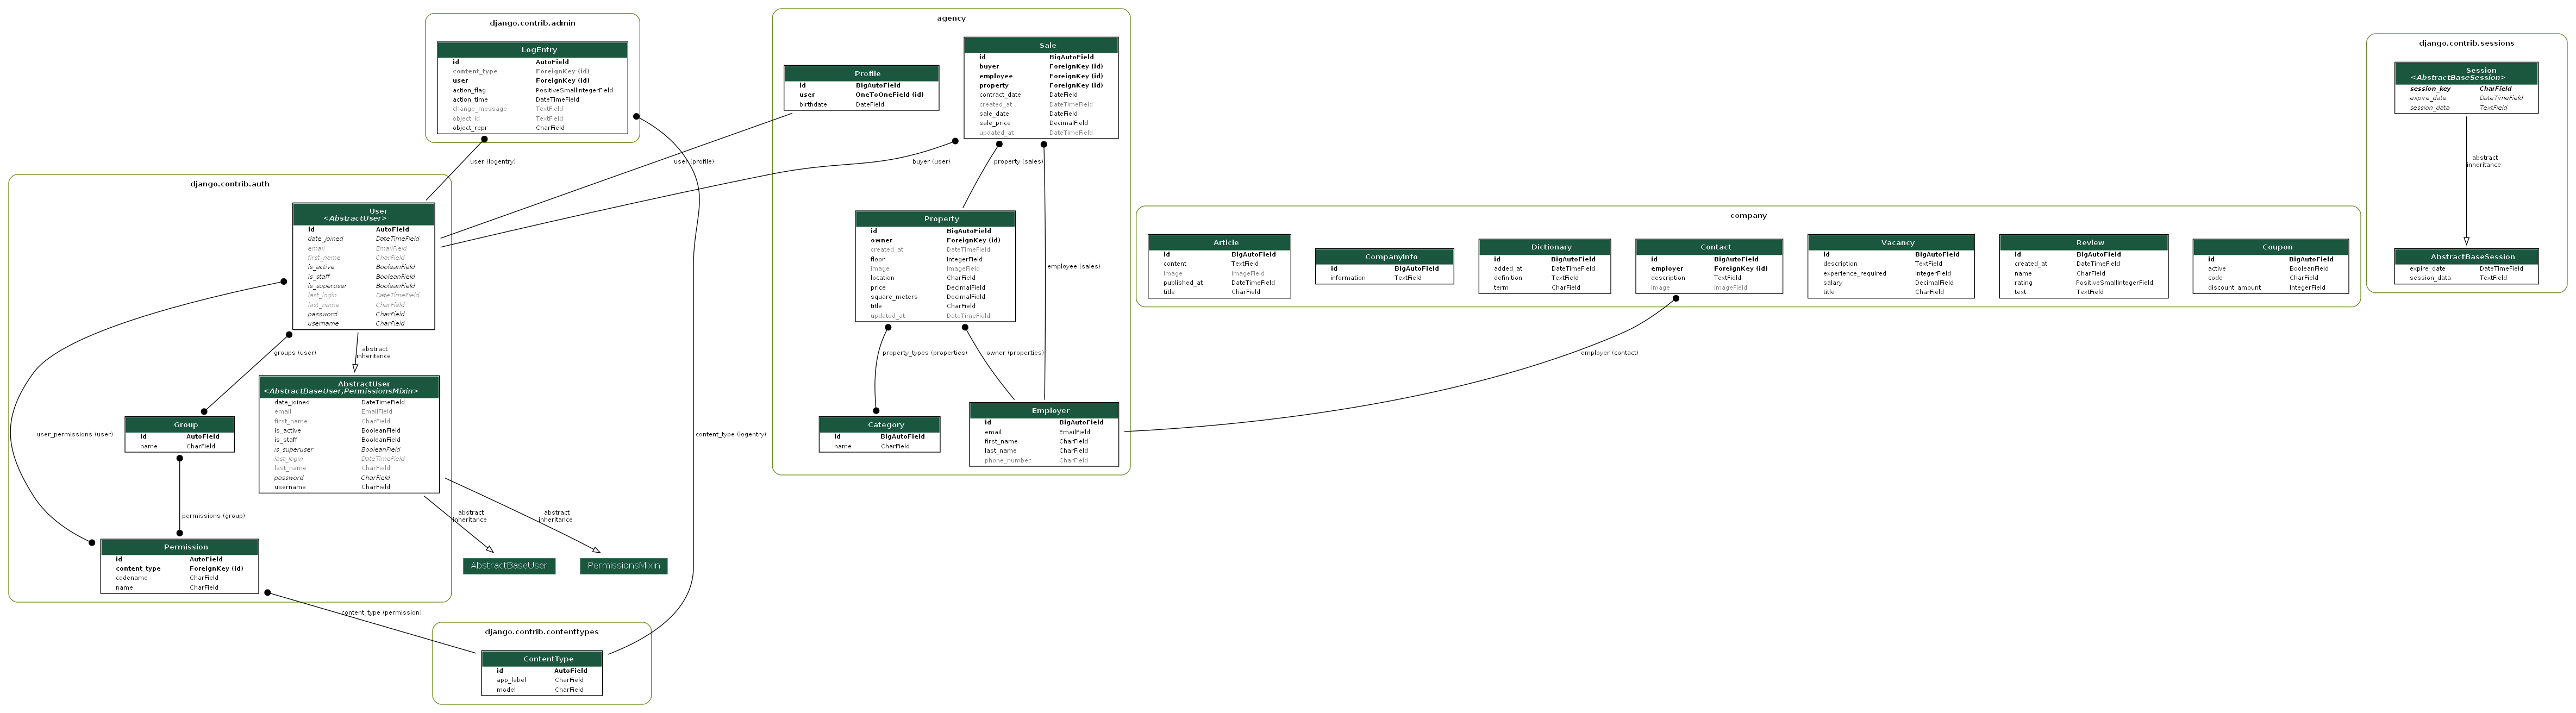 django.contrib.admin
LogEntry
id AutoField
content_type ForeignKey (id)
user ForeignKey (id)
action_flag PositiveSmallIntegerField
action_time DateTimeField
change_message TextField
object_id TextField
object_repr CharField
agency
Profile
id BigAutoField
user OneToOneField (id)
birthdate DateField
Sale
id BigAutoField
buyer ForeignKey (id)
employee ForeignKey (id)
property ForeignKey (id)
contract_date DateField
created_at DateTimeField
sale_date DateField
sale_price DecimalField
updated_at DateTimeField
Property
id BigAutoField
owner ForeignKey (id)
created_at DateTimeField
floor IntegerField
image ImageField
location CharField
price DecimalField
square_meters DecimalField
title CharField
updated_at DateTimeField
Category
id BigAutoField
name CharField
Employer
id BigAutoField
email EmailField
first_name CharField
last_name CharField
phone_number CharField
property (sales)
employee (sales)
property_types (properties)
owner (properties)
user (logentry)
user (profile)
buyer (user)
content_type (logentry)
django.contrib.auth
User
<AbstractUser>
id AutoField
date_joined DateTimeField
email EmailField
first_name CharField
is_active BooleanField
is_staff BooleanField
is_superuser BooleanField
last_login DateTimeField
last_name CharField
password CharField
username CharField
groups (user)
abstract
inheritance
user_permissions (user)
AbstractUser
<AbstractBaseUser,PermissionsMixin>
date_joined DateTimeField
email EmailField
first_name CharField
is_active BooleanField
is_staff BooleanField
is_superuser BooleanField
last_login DateTimeField
last_name CharField
password CharField
username CharField
Group
id AutoField
name CharField
permissions (group)
Permission
id AutoField
content_type ForeignKey (id)
codename CharField
name CharField
abstract
inheritance
abstract
inheritance
AbstractBaseUser
PermissionsMixin
content_type (permission)
django.contrib.contenttypes
ContentType
id AutoField
app_label CharField
model CharField
company
Article
id BigAutoField
content TextField
image ImageField
published_at DateTimeField
title CharField
CompanyInfo
id BigAutoField
information TextField
Dictionary
id BigAutoField
added_at DateTimeField
definition TextField
term CharField
Contact
id BigAutoField
employer ForeignKey (id)
description TextField
image ImageField
Vacancy
id BigAutoField
description TextField
experience_required IntegerField
salary DecimalField
title CharField
Review
id BigAutoField
created_at DateTimeField
name CharField
rating PositiveSmallIntegerField
text TextField
Coupon
id BigAutoField
active BooleanField
code CharField
discount_amount IntegerField
employer (contact)
django.contrib.sessions
Session
<AbstractBaseSession>
session_key CharField
expire_date DateTimeField
session_data TextField
abstract
inheritance
AbstractBaseSession
expire_date DateTimeField
session_data TextField